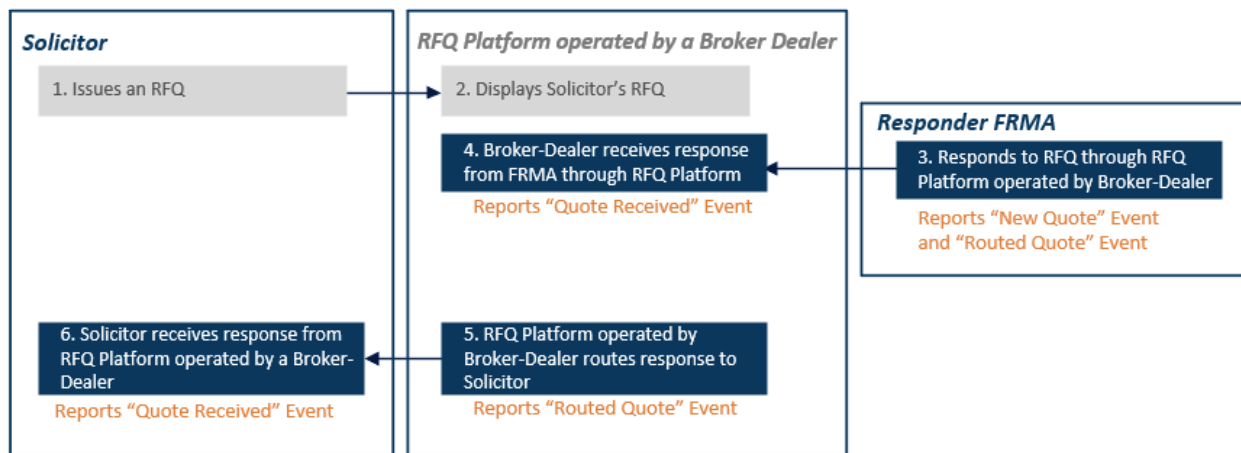 Solicitor
RFQ Platform operated by a Broker Dealer
1. Issues an RFQ
2. Displays Solicitor's RFQ
Responder FRMA
4. Broker-Dealer receives response
from FRMA through RFQ Platform
3. Responds to RFQ through RFQ
Platform operated by Broker-Dealer
Reports “Quote Received” Event
Reports “New Quote” Event
and “Routed Quote” Event
6. Solicitor receives response from
RFQ Platform operated by a Broker-
Dealer
5. RFQ Platform operated by
Broker-Dealer routes response to
Solicitor
Reports “Quote Received” Event
Reports “Routed Quote” Event